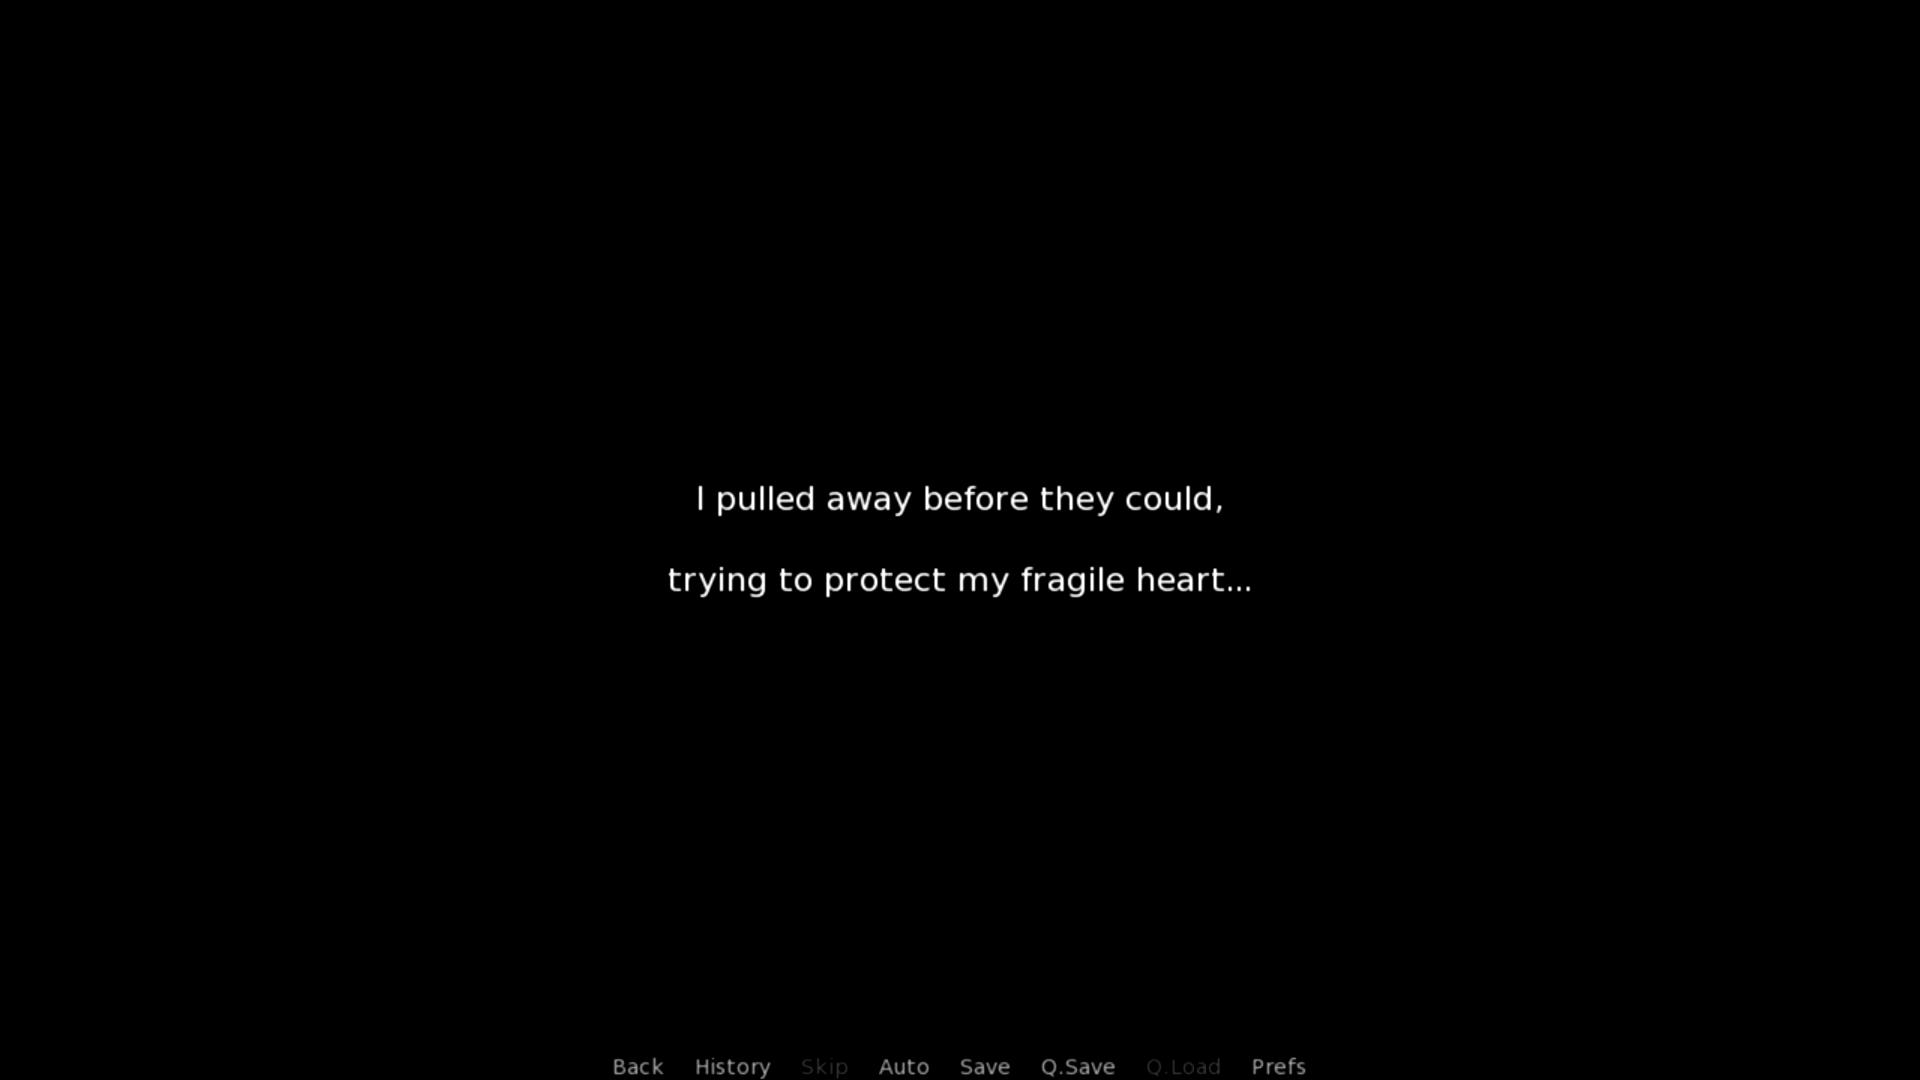 I pulled away before they could,
trying to protect my fragile heart...
Back History Skip Auto Save Q.Save Q.Load Prefs